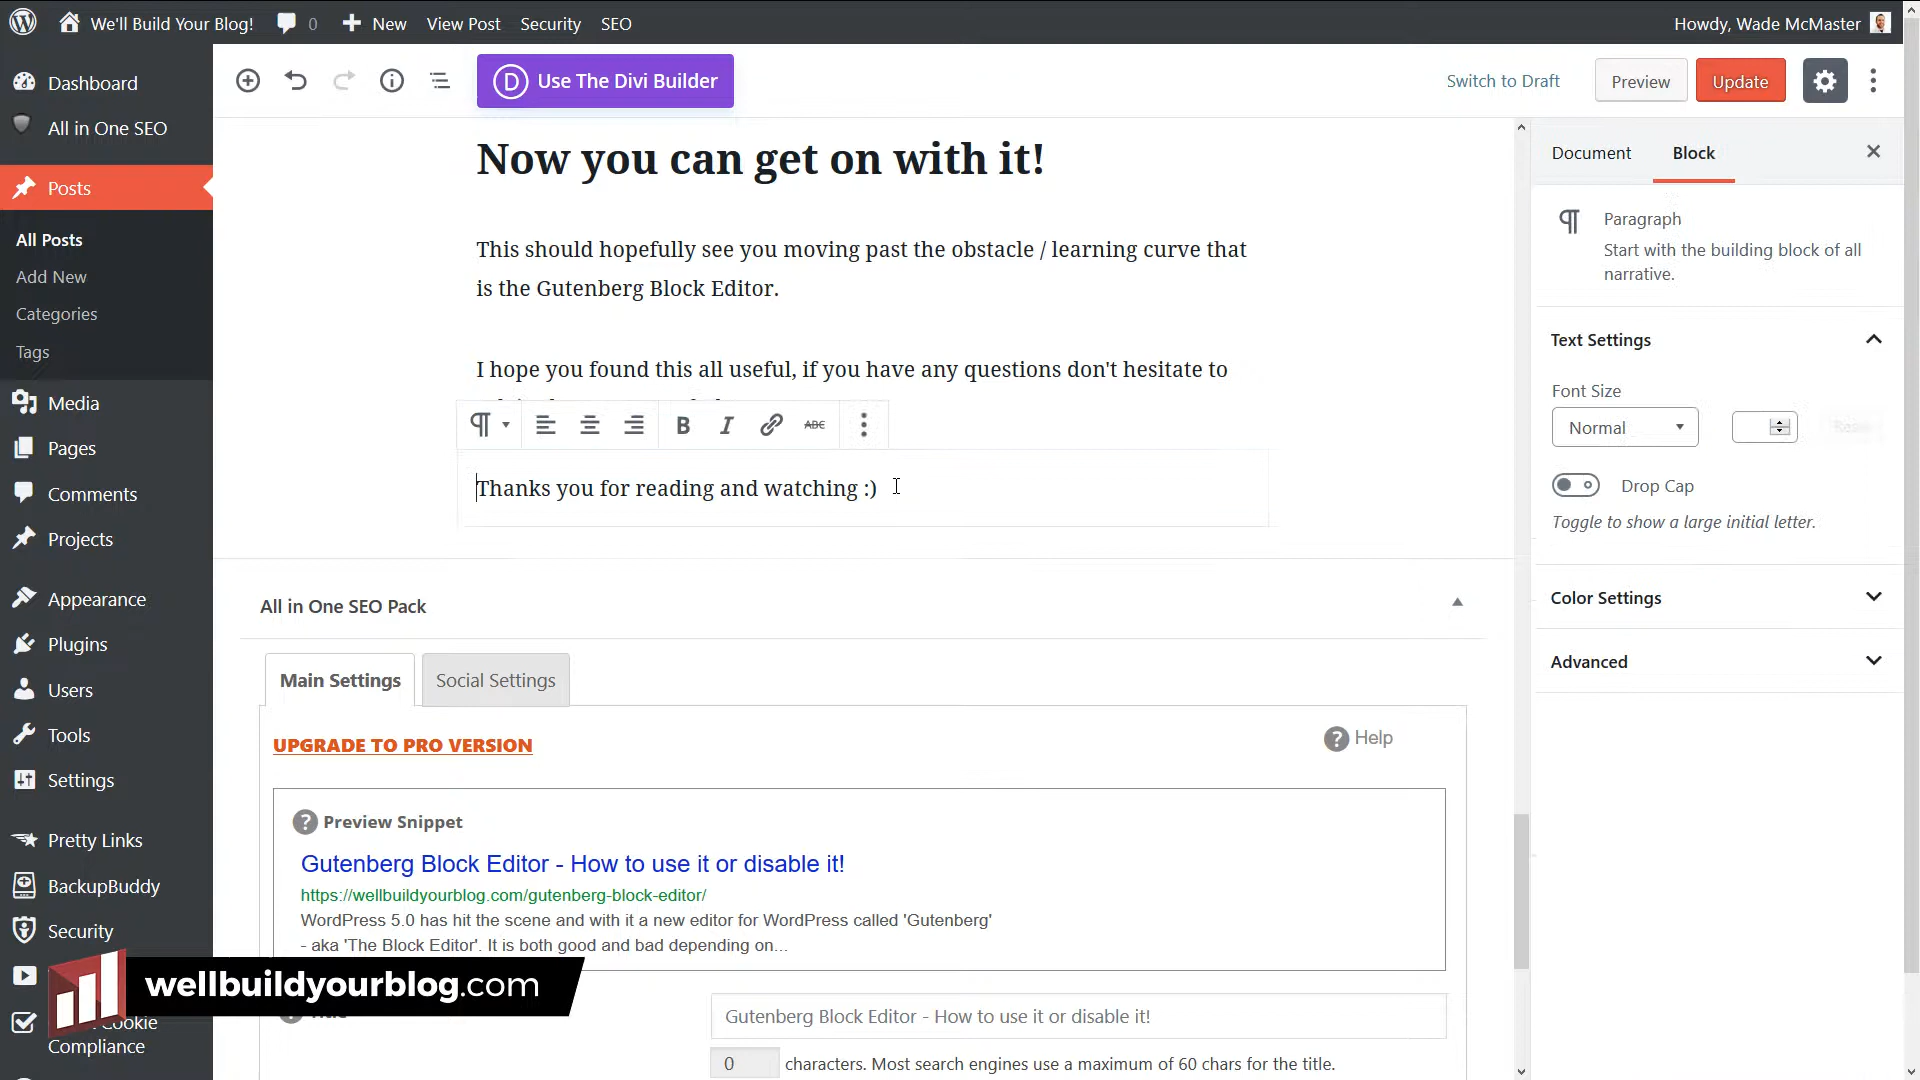 We'll Build Your Blog!
0
New
View Post
Security
SEO
Howdy, Wade McMaster
Dashboard
All in One SEO
Posts
All Posts
Add New
Categories
Tags
Media
Pages
Comments
Projects
Appearance
Plugins
Users
Tools
Settings
Pretty Links
BackupBuddy
Security
Cookie
Compliance
D Use The Divi Builder
Switch to Draft
Preview
Update
Now you can get on with it!
This should hopefully see you moving past the obstacle / learning curve that
is the Gutenberg Block Editor.
I hope you found this all useful, if you have any questions don't hesitate to
B I ABC
Thanks you for reading and watching :)
All in One SEO Pack
Main Settings
Social Settings
UPGRADE TO PRO VERSION
? Help
? Preview Snippet
Gutenberg Block Editor - How to use it or disable it!
https://wellbuildyourblog.com/gutenberg-block-editor/
WordPress 5.0 has hit the scene and with it a new editor for WordPress called 'Gutenberg'
- aka 'The Block Editor'. It is both good and bad depending on...
Gutenberg Block Editor - How to use it or disable it!
0 characters. Most search engines use a maximum of 60 chars for the title.
Document
Block
Paragraph
Start with the building block of all
narrative.
Text Settings
Font Size
Normal
Reset
Drop Cap
Toggle to show a large initial letter.
Color Settings
Advanced
wellbuildyourblog.com